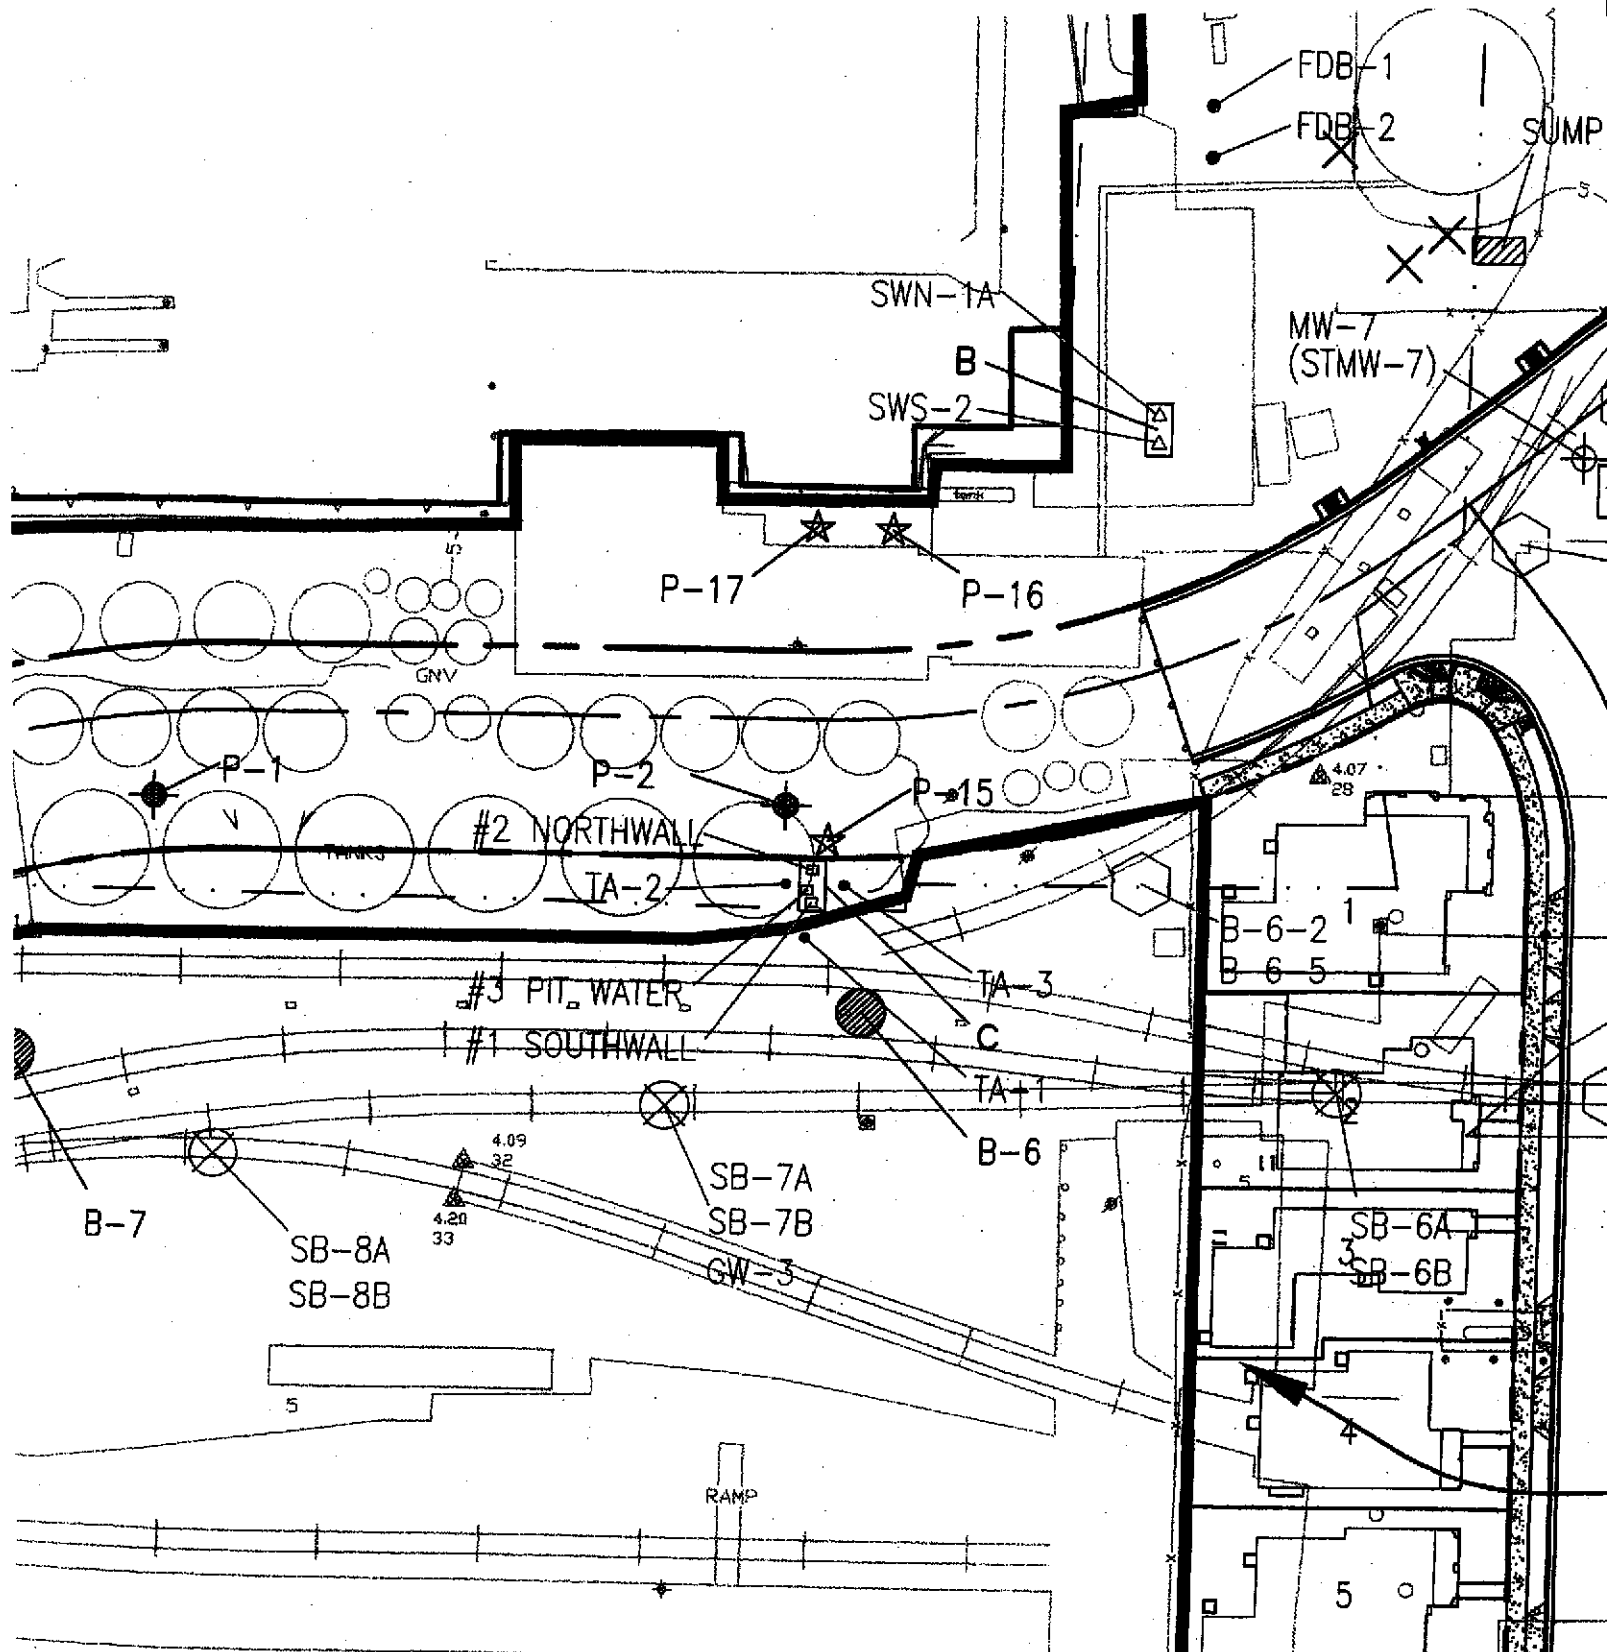 FDB-1
FDB-2
SUMP
5
SWN-1A
MW-7
(STMW-7)
B
SWS-2
tank
5
P-17
P-16
GNV
P-1
P-2
P-15
4.07
28
#2 NORTHWALL
TANKS
TA-2
1
B-6-2
B-6-5
#3 PIT WATER
TA-3
C
#1 SOUTHWALL
TA-1
2
B-6
4.09
32
SB-7A
SB-7B
4.20
33
B-7
SB-8A
SB-8B
GW-3
5
SB-6A
3
SB-6B
5
4
RAMP
5